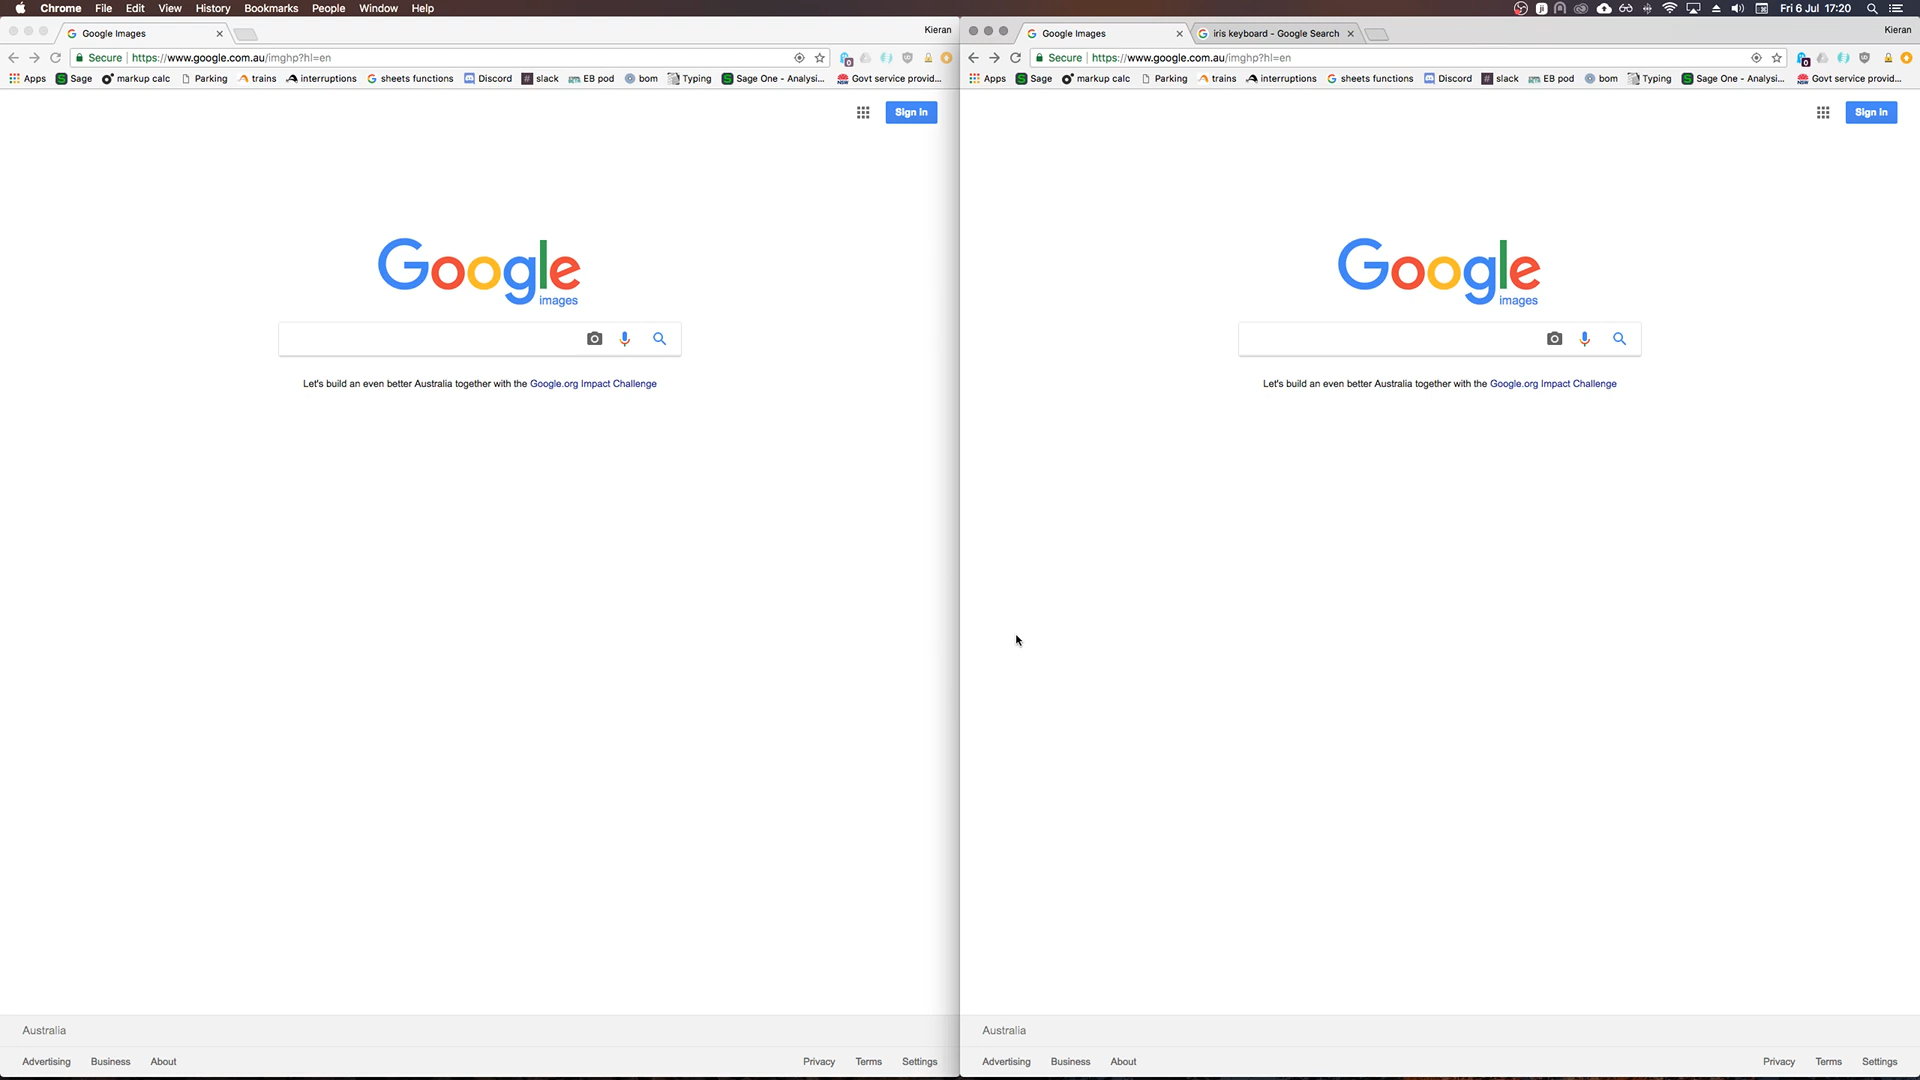 Chrome File Edit View History Bookmarks People Window Help
Fri 6 Jul 17:20
Google Images
Kieran
Secure https://www.google.com.au/imghp?hl=en
Apps Sage markup calc Parking trains interruptions sheets functions Discord slack EB pod bom Typing Sage One - Analysi... Govt service provid...
Sign in
Google
images
Let's build an even better Australia together with the Google.org Impact Challenge
Australia
Advertising Business About Privacy Terms Settings
Google Images iris keyboard - Google Search
Kieran
Secure https://www.google.com.au/imghp?hl=en
Apps Sage markup calc Parking trains interruptions sheets functions Discord slack EB pod bom Typing Sage One - Analysi... Govt service provid...
Sign in
Google
images
Let's build an even better Australia together with the Google.org Impact Challenge
Australia
Advertising Business About Privacy Terms Settings